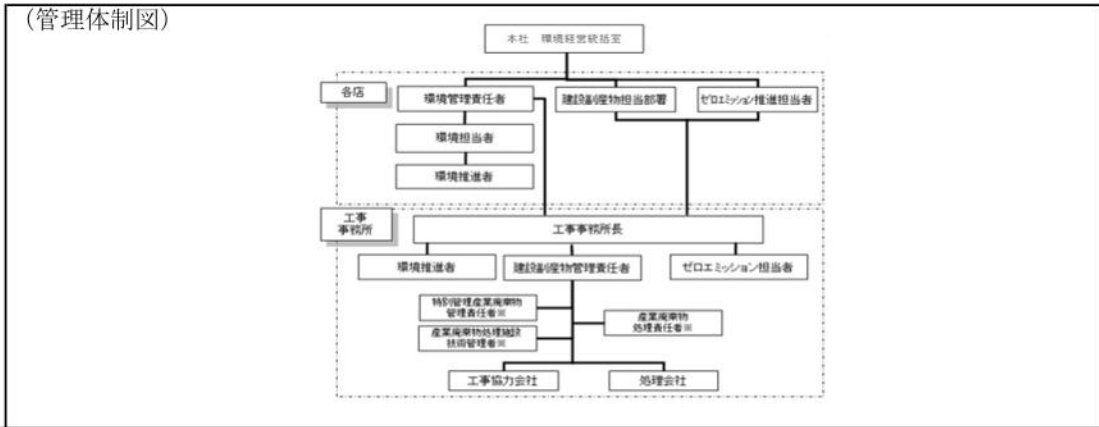 (管理体制図)
本社 環境経営統括室
各店
環境管理責任者
建設副産物担当部署
ゼロエミッション推進担当者
環境担当者
環境推進者
工事
事務所
工事事務所長
環境推進者
建設副産物管理責任者
ゼロエミッション担当者
特別管理産業廃棄物
管理責任者※
産業廃棄物
処理責任者※
産業廃棄物処理施設
技術管理者※
工事協力会社
処理会社